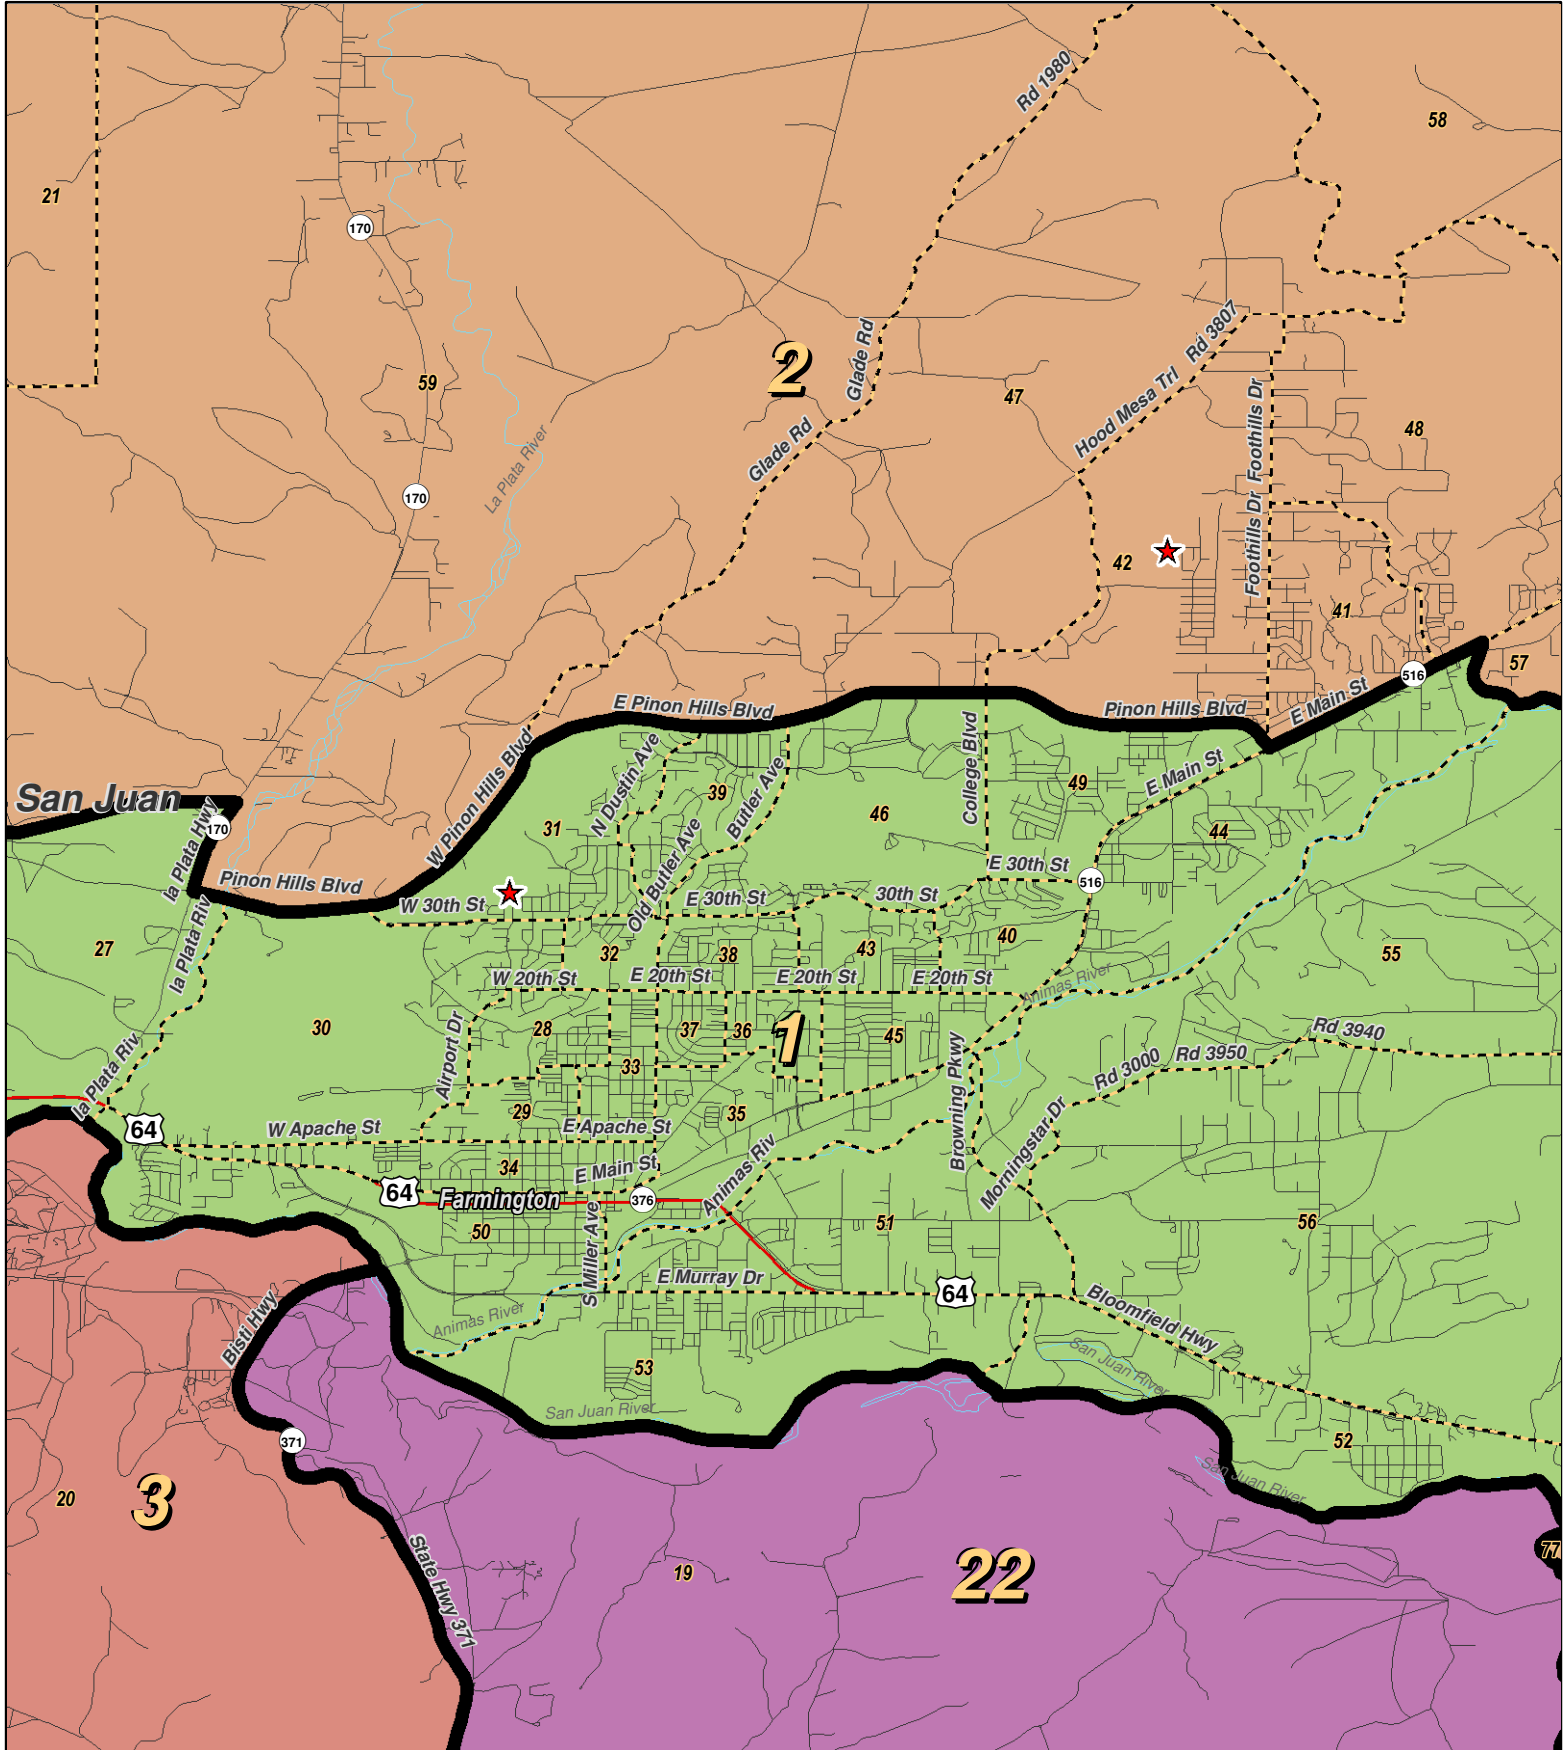 Rd 1980
58
21
170
Glade Rd
2
Rd 3807
Hood Mesa Trl
59
47
Foothills Dr
48
Glade Rd
La Plata River
170
Foothills Dr
42
41
57
516
E Main St
E Pinon Hills Blvd
Pinon Hills Blvd
College Blvd
N Dustin Ave
W Pinon Hills Blvd
39
Butler Ave
49
E Main St
San Juan
la Plata Hwy
170
31
46
44
Old Butler Ave
E 30th St
516
Pinon Hills Blvd
W 30th St
E 30th St
30th St
la Plata Riv
27
32
38
43
40
55
W 20th St
E 20th St
E 20th St
E 20th St
Animas River
30
Airport Dr
28
37
36
1
45
Rd 3940
Rd 3950
Rd 3000
33
Browning Pkwy
la Plata Riv
29
35
Morningstar Dr
64
W Apache St
E Apache St
34
E Main St
Animas Riv
64
Farmington
376
50
S Miller Ave
51
56
E Murray Dr
64
Bloomfield Hwy
Bisti Hwy
Animas River
53
San Juan River
San Juan River
371
52
San Juan River
3
20
State Hwy 371
19
22
77